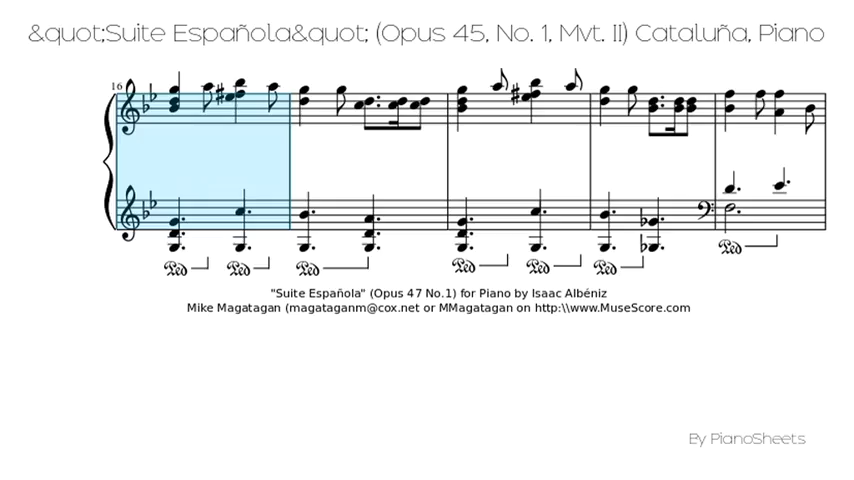 &quot;Suite Española&quot; (Opus 45, No. 1, Mvt. II) Cataluña, Piano
16
"Suite Española" (Opus 47 No.1) for Piano by Isaac Albéniz
Mike Magatagan (magataganm@cox.net or MMagatagan on http:\\www.MuseScore.com
By PianoSheets